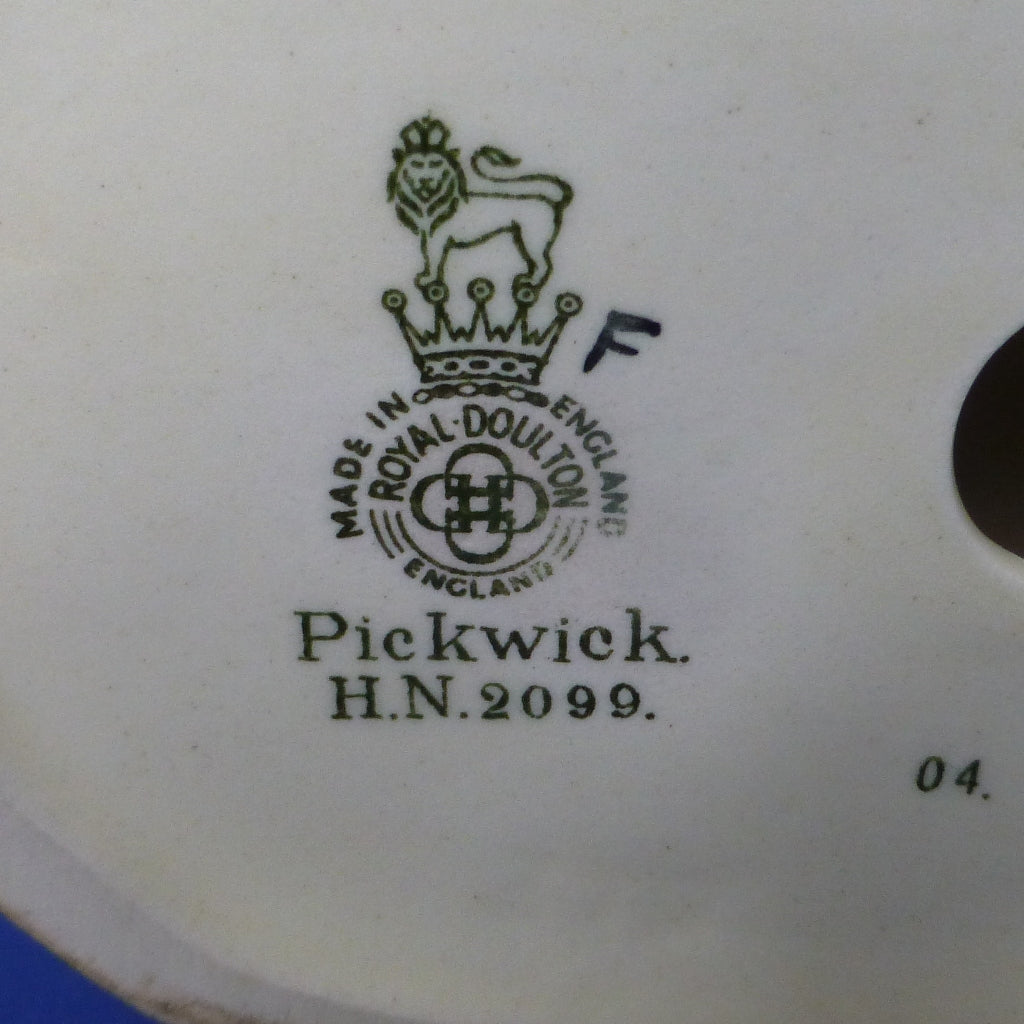 F
MADE IN ENGLAND
ROYAL·DOULTON
ENGLAND
Pickwick.
H.N.2099.
04.